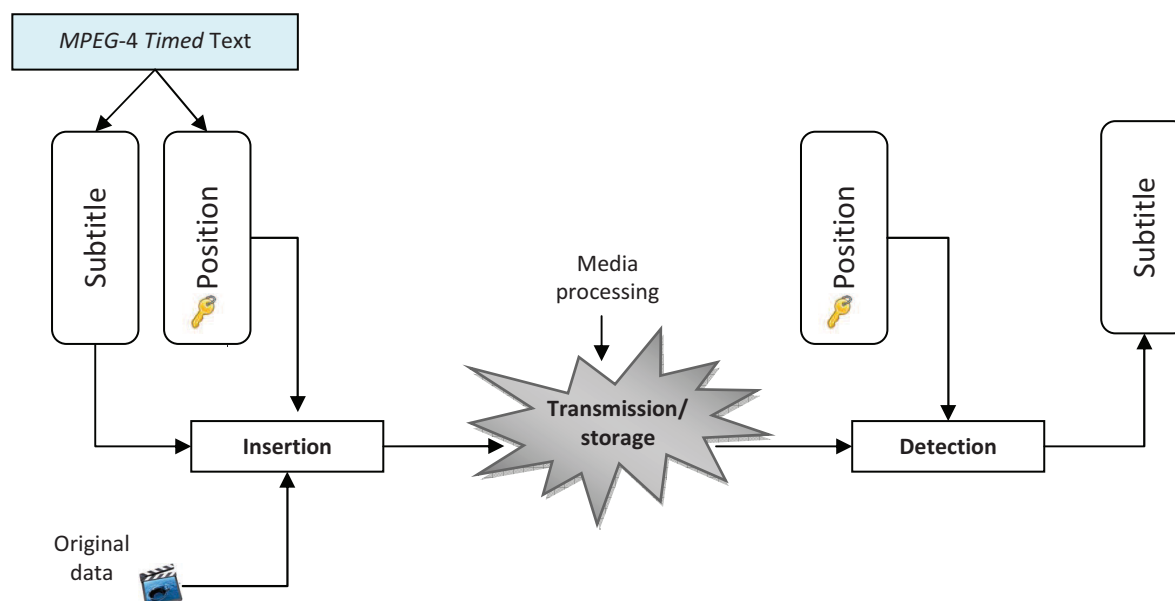 MPEG-4 Timed Text
Subtitle
Position
Position
Subtitle
Media
processing
Transmission/
storage
Insertion
Detection
Original
data